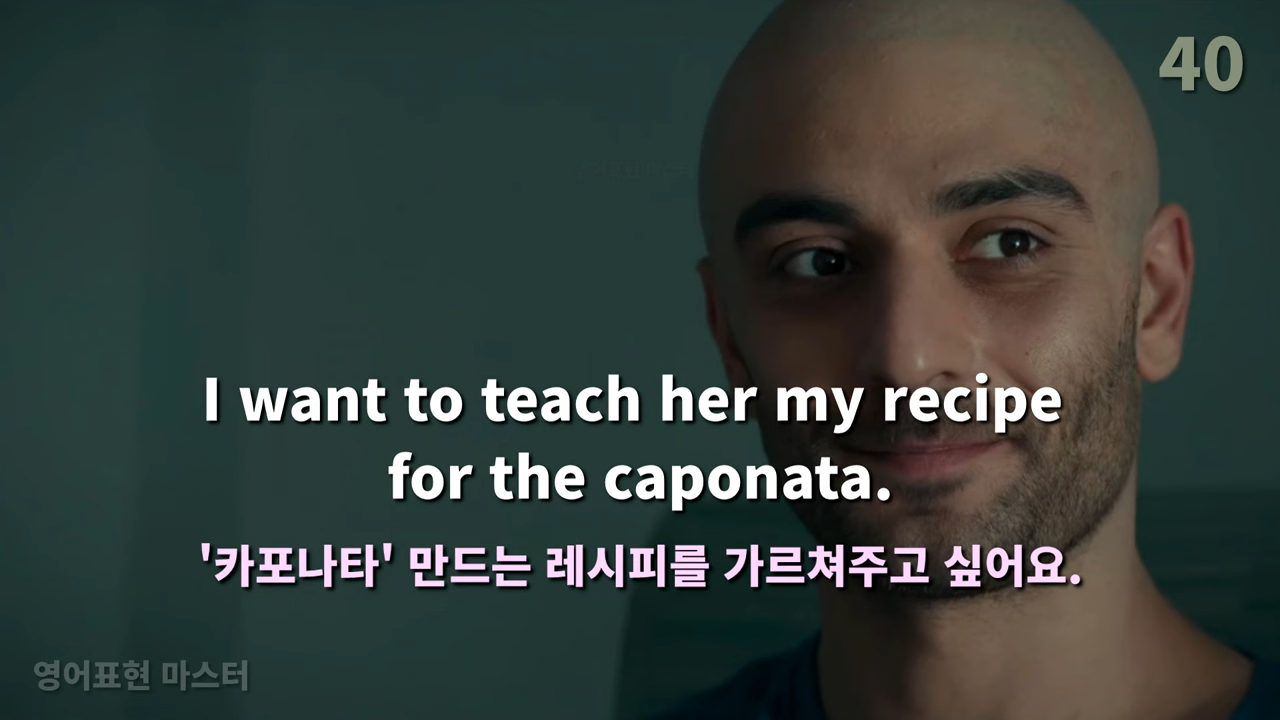 40
I want to teach her my recipe
for the caponata.
'카포나타' 만드는 레시피를 가르쳐주고 싶어요.
영어표현 마스터